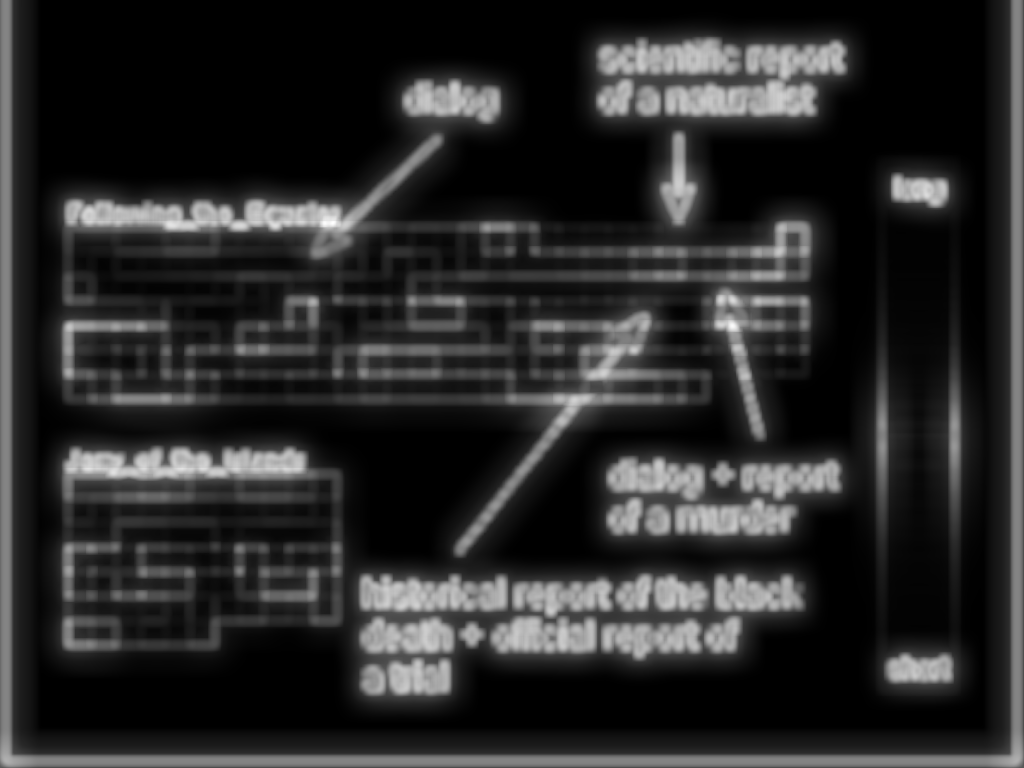 scientific report
of a naturalist
dialog
long
Following_the_Equator
dialog + report
of a murder
Jerry_of_the_Islands
historical report of the black
death + official report of
a trial
short